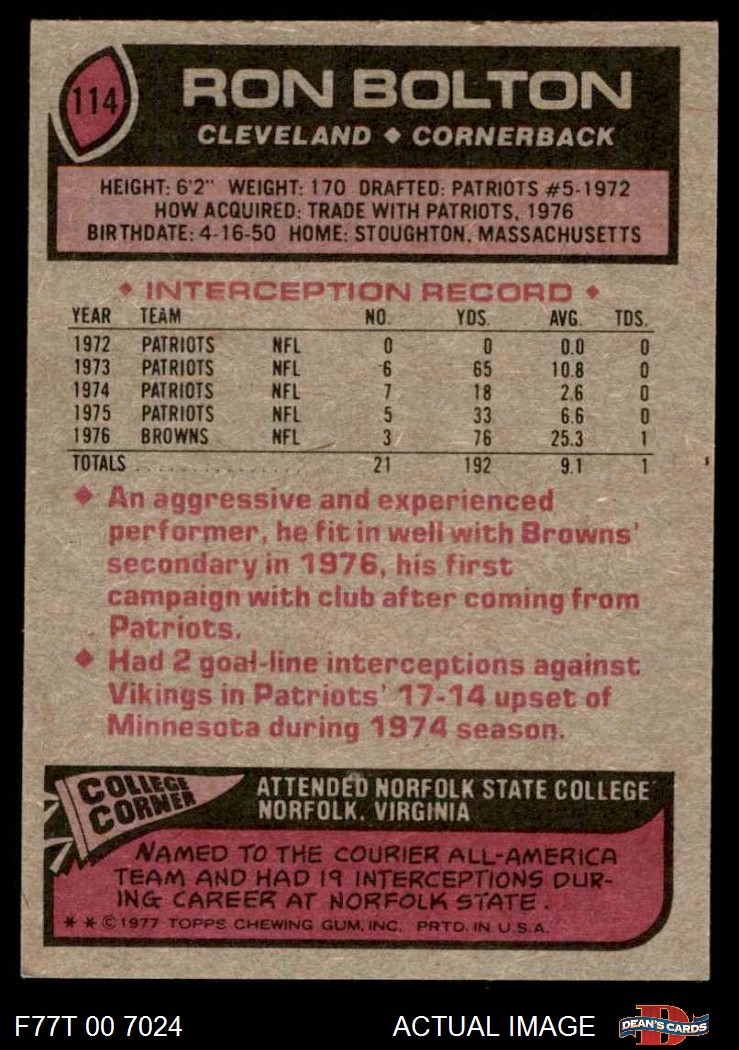 114
RON BOLTON
CLEVELAND ◆ CORNERBACK
HEIGHT: 6'2" WEIGHT: 170 DRAFTED: PATRIOTS #5-1972
HOW ACQUIRED: TRADE WITH PATRIOTS, 1976
BIRTHDATE: 4-16-50 HOME: STOUGHTON, MASSACHUSETTS
◆ INTERCEPTION RECORD ◆
YEAR TEAM NO. YDS. AVG. TDS.
1972 PATRIOTS NFL 0 0 0.0 0
1973 PATRIOTS NFL 6 65 10.8 0
1974 PATRIOTS NFL 7 18 2.6 0
1975 PATRIOTS NFL 5 33 6.6 0
1976 BROWNS NFL 3 76 25.3 1
TOTALS . . . . . . . . . . . . . . . . . 21 192 9.1 1
◆ An aggressive and experienced
performer, he fit in well with Browns'
secondary in 1976, his first
campaign with club after coming from
Patriots.
◆ Had 2 goal-line interceptions against
Vikings in Patriots' 17-14 upset of
Minnesota during 1974 season.
COLLEGE
CORNER
ATTENDED NORFOLK STATE COLLEGE
NORFOLK, VIRGINIA
NAMED TO THE COURIER ALL-AMERICA
TEAM AND HAD 19 INTERCEPTIONS DUR-
ING CAREER AT NORFOLK STATE.
* * © 1977 TOPPS CHEWING GUM, INC. PRTD. IN U.S.A.
F77T 00 7024
ACTUAL IMAGE
D
DEAN'S CARDS